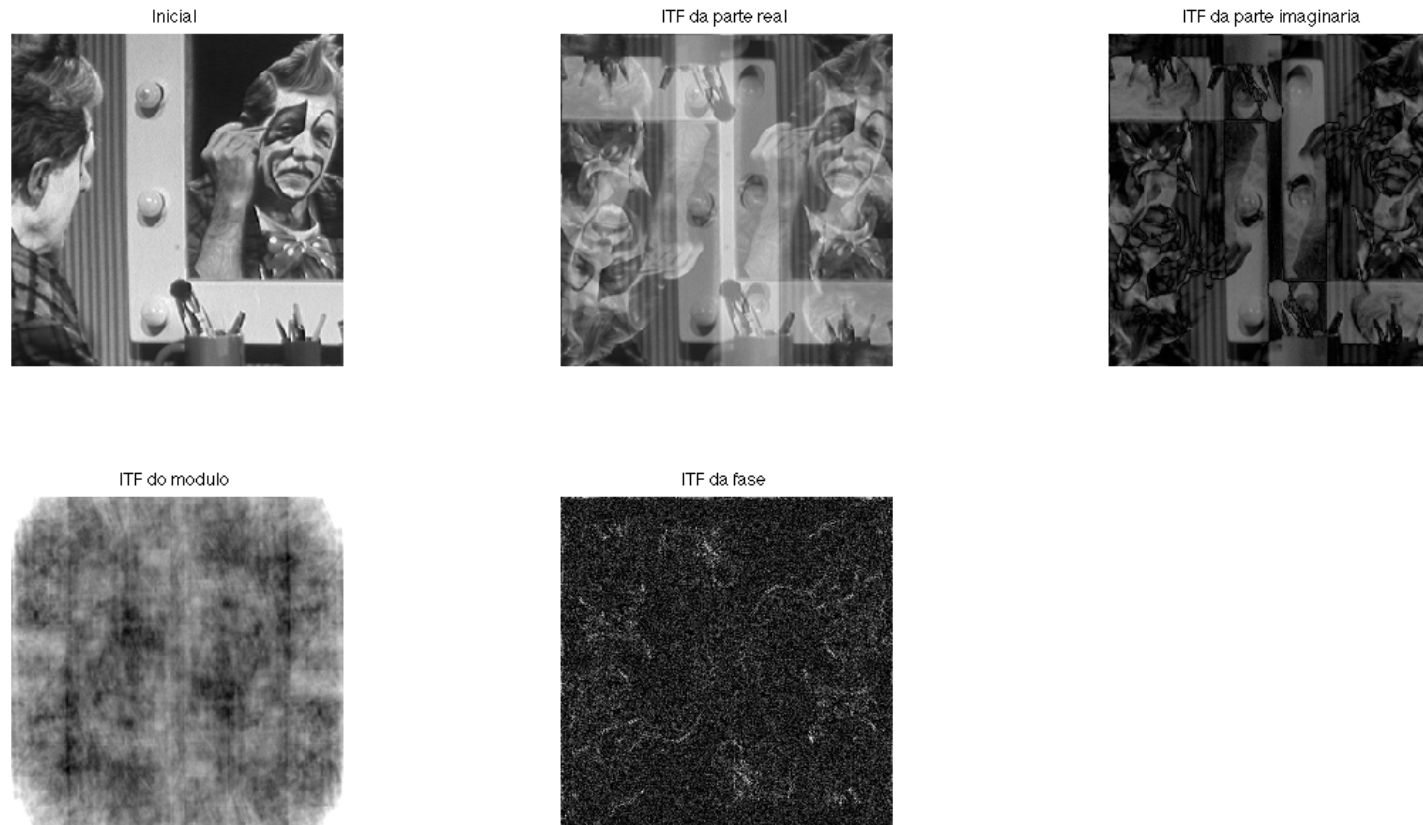 Inicial
ITF da parte real
ITF da parte imaginaria
ITF do modulo
ITF da fase